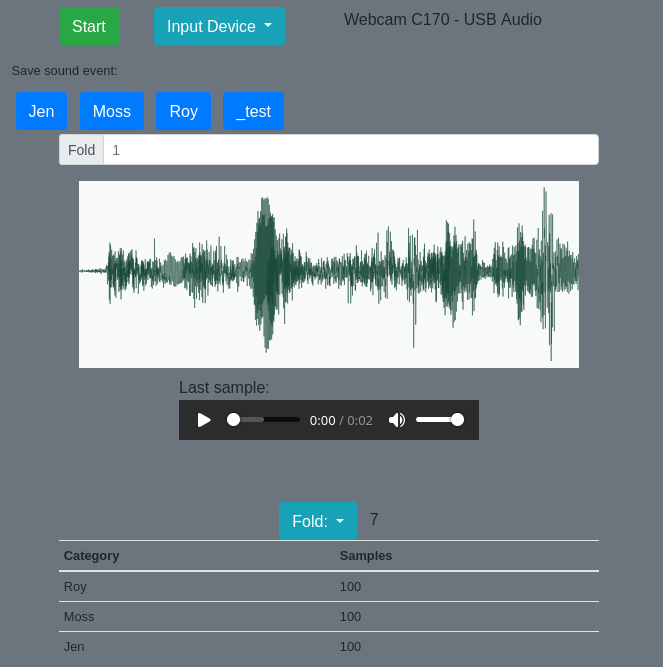 Start Input Device Webcam C170 - USB Audio
Save sound event:
Jen Moss Roy _test
Fold 1
Last sample:
0:00 / 0:02
Fold: 7
Category Samples
Roy 100
Moss 100
Jen 100